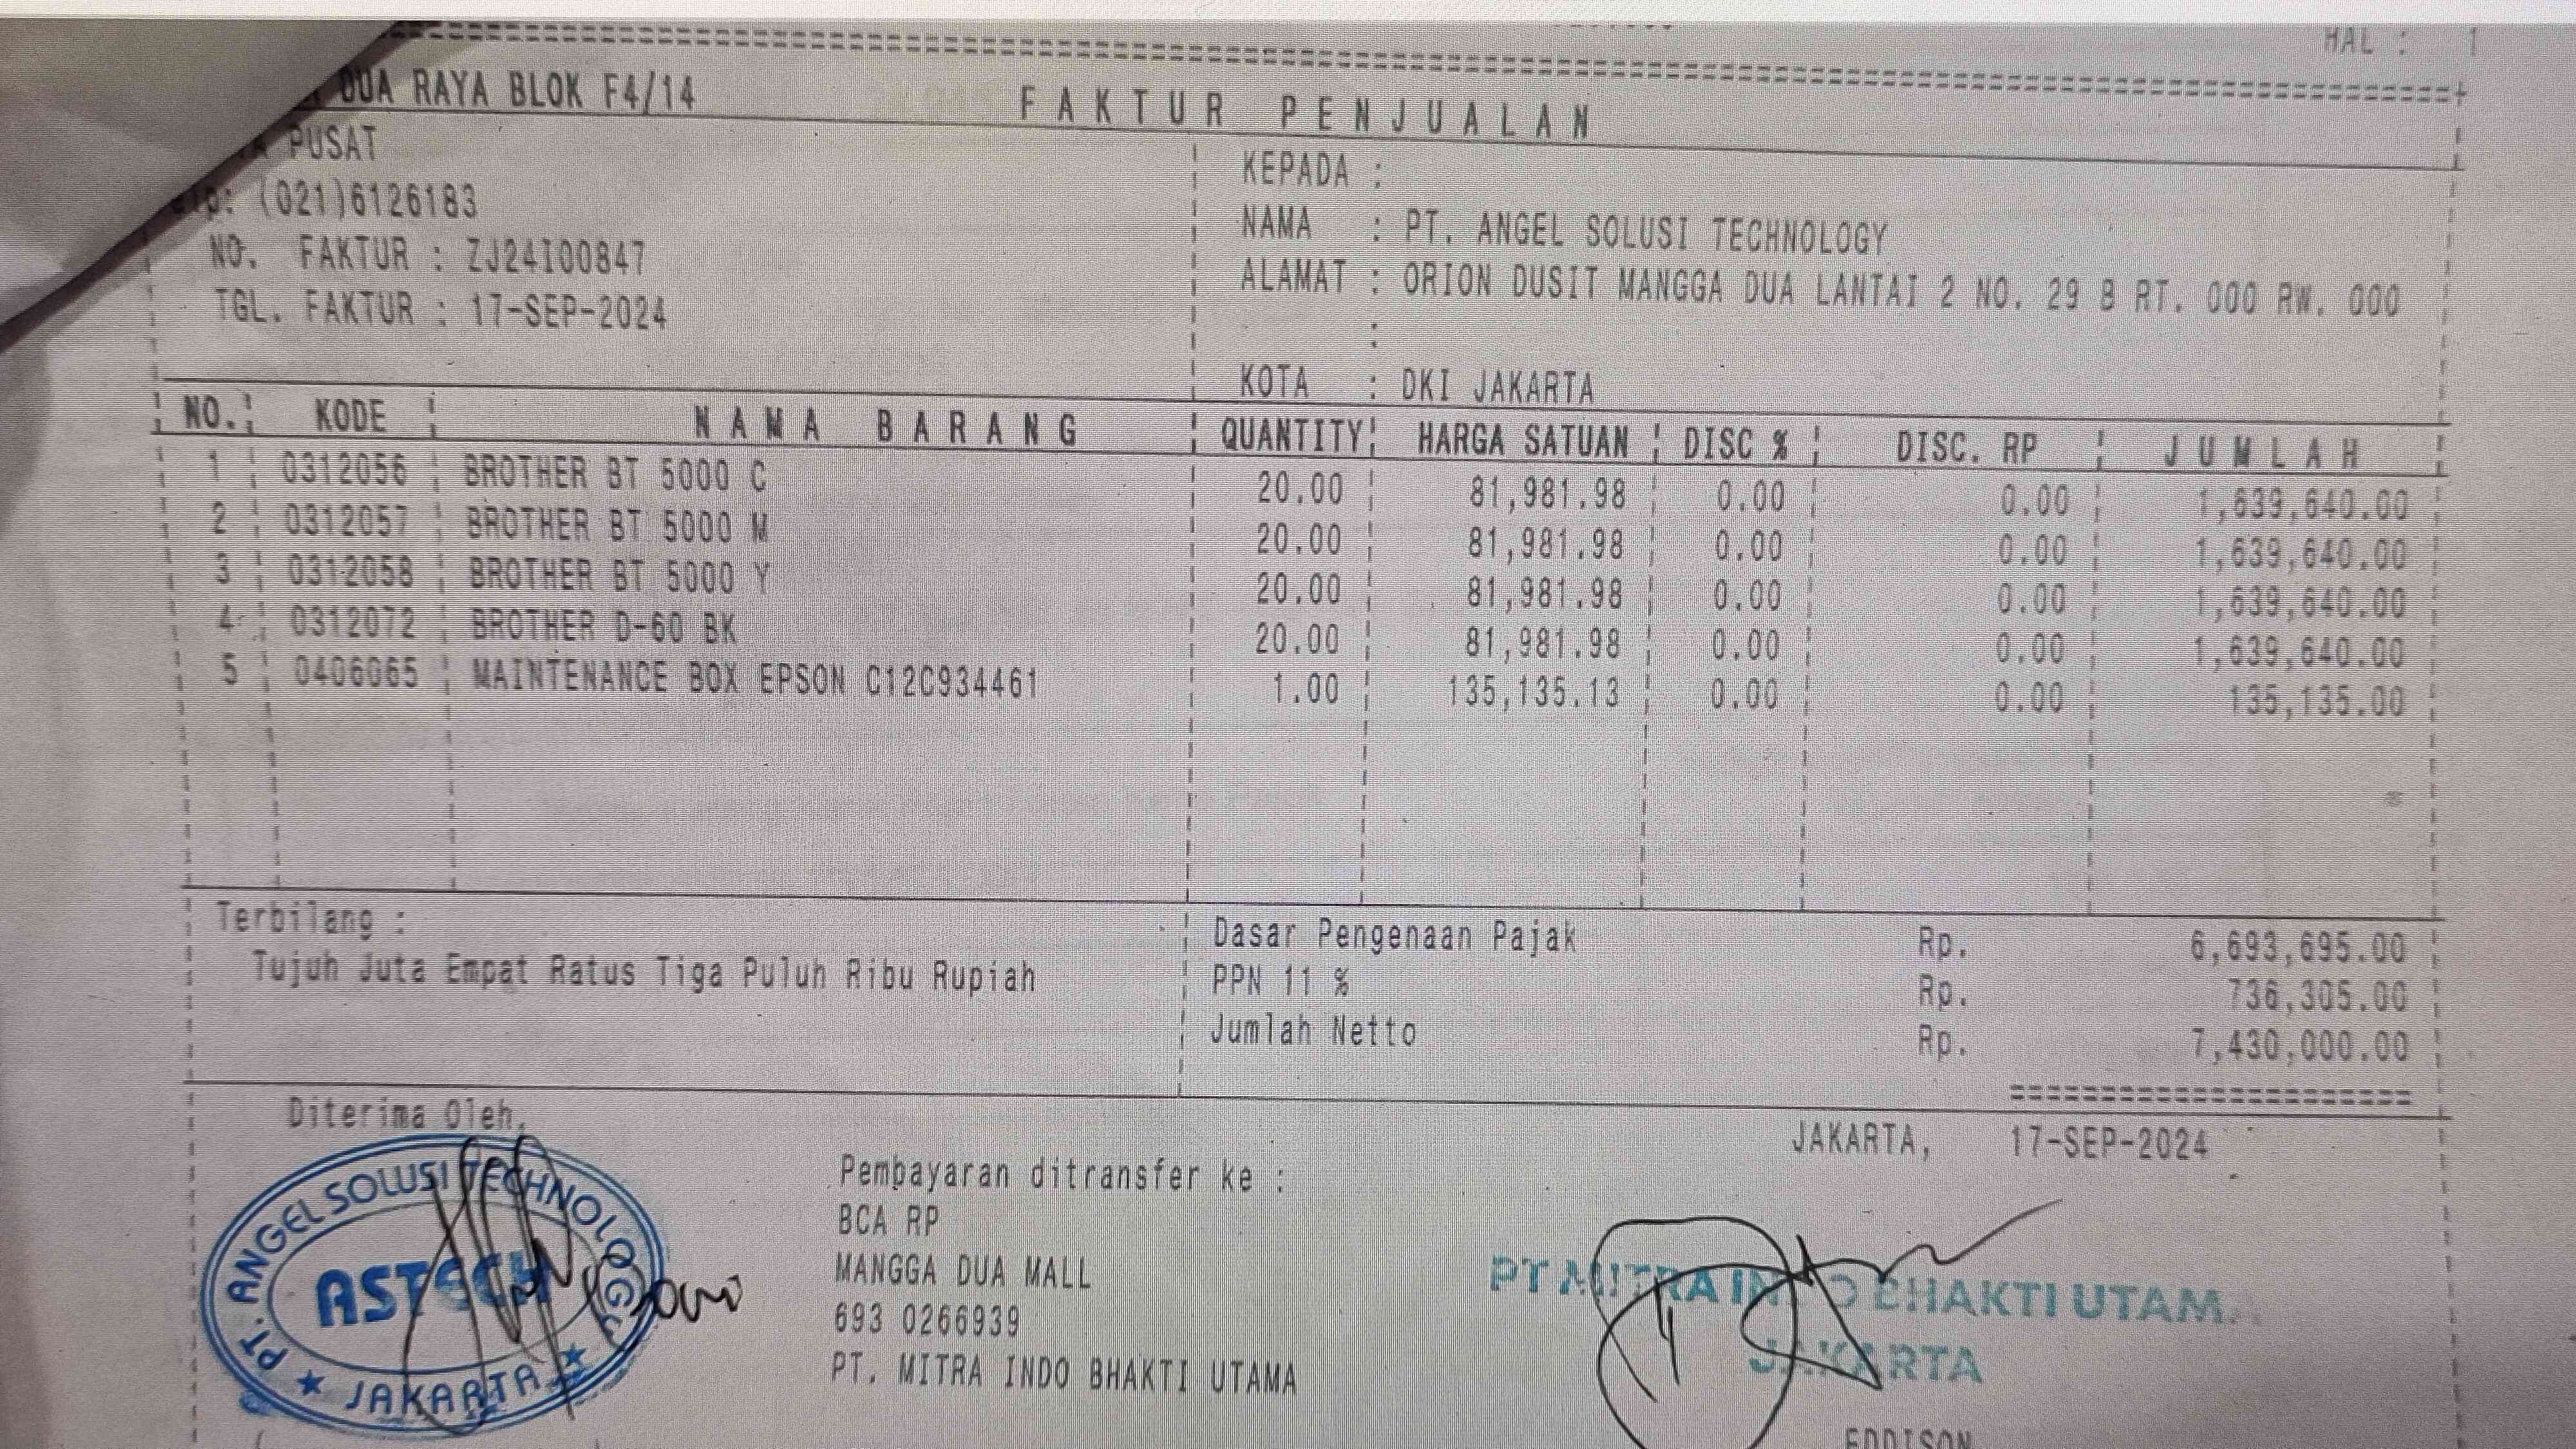 HAL : 1
DUA RAYA BLOK F4/14
FAKTUR PENJUALAN
PUSAT
(021)6126183
NO. FAKTUR : ZJ24I00847
TGL. FAKTUR : 17-SEP-2024
KEPADA :
NAMA : PT. ANGEL SOLUSI TECHNOLOGY
ALAMAT : ORION DUSIT MANGGA DUA LANTAI 2 NO. 29 B RT. 000 RW. 000
:
KOTA : DKI JAKARTA
NO. KODE NAMA BARANG QUANTITY HARGA SATUAN DISC % DISC. RP JUMLAH
1 0312056 BROTHER BT 5000 C 20.00 81,981.98 0.00 0.00 1,639,640.00
2 0312057 BROTHER BT 5000 M 20.00 81,981.98 0.00 0.00 1,639,640.00
3 0312058 BROTHER BT 5000 Y 20.00 81,981.98 0.00 0.00 1,639,640.00
4 0312072 BROTHER D-60 BK 20.00 81,981.98 0.00 0.00 1,639,640.00
5 0406065 MAINTENANCE BOX EPSON C12C934461 1.00 135,135.13 0.00 0.00 135,135.00
Terbilang :
Tujuh Juta Empat Ratus Tiga Puluh Ribu Rupiah
Dasar Pengenaan Pajak Rp. 6,693,695.00
PPN 11 % Rp. 736,305.00
Jumlah Netto Rp. 7,430,000.00
Diterima Oleh,
PT. ANGEL SOLUSI TECHNOLOGY
ASTECH
JAKARTA
Pembayaran ditransfer ke :
BCA RP
MANGGA DUA MALL
693 0266939
PT. MITRA INDO BHAKTI UTAMA
JAKARTA, 17-SEP-2024
PT MITRA INDO BHAKTI UTAM.
JAKARTA
EDDISON